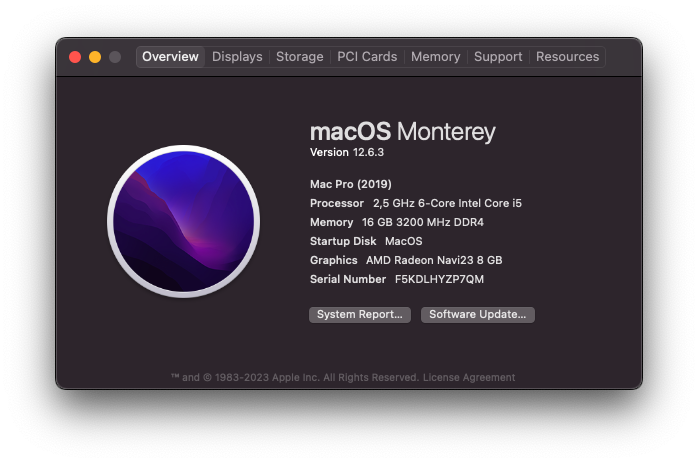 Overview Displays Storage PCI Cards Memory Support Resources
macOS Monterey
Version 12.6.3
Mac Pro (2019)
Processor 2,5 GHz 6-Core Intel Core i5
Memory 16 GB 3200 MHz DDR4
Startup Disk MacOS
Graphics AMD Radeon Navi23 8 GB
Serial Number F5KDLHYZP7QM
System Report... Software Update...
™ and © 1983-2023 Apple Inc. All Rights Reserved. License Agreement